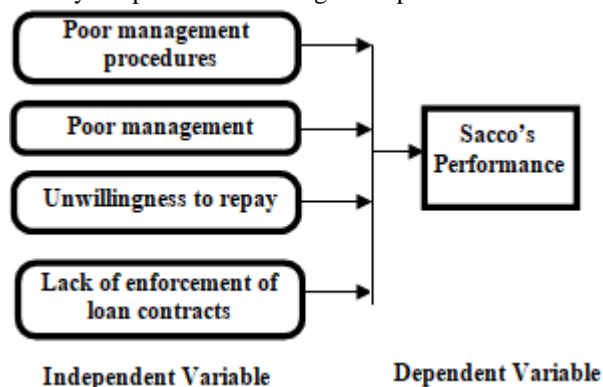 Poor management
procedures
Poor management
Unwillingness to repay
Lack of enforcement of
loan contracts
Sacco's
Performance
Independent Variable
Dependent Variable